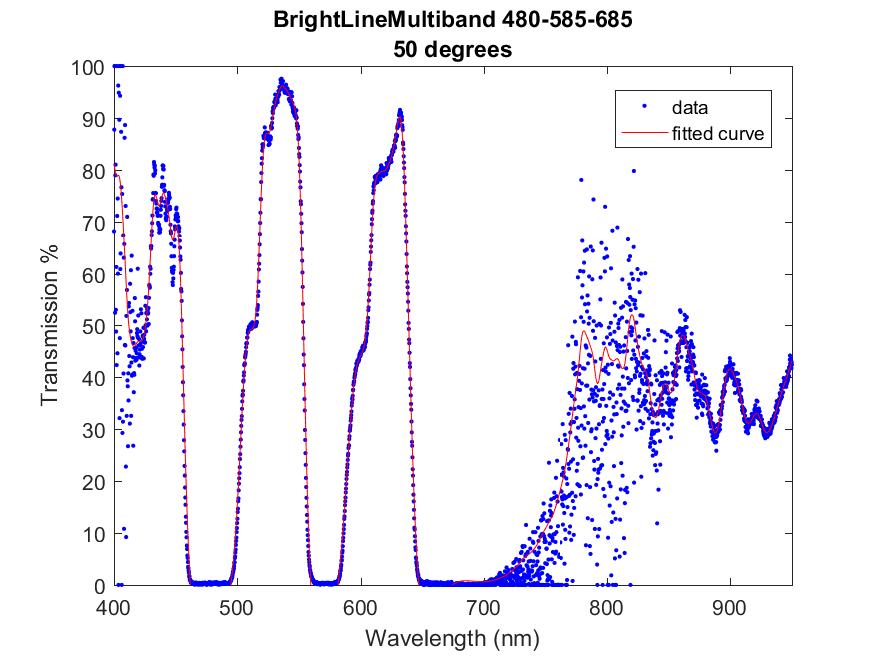 BrightLineMultiband 480-585-685
50 degrees
100
90
80
70
60
50
40
30
20
10
0
Transmission %
data
fitted curve
400 500 600 700 800 900
Wavelength (nm)